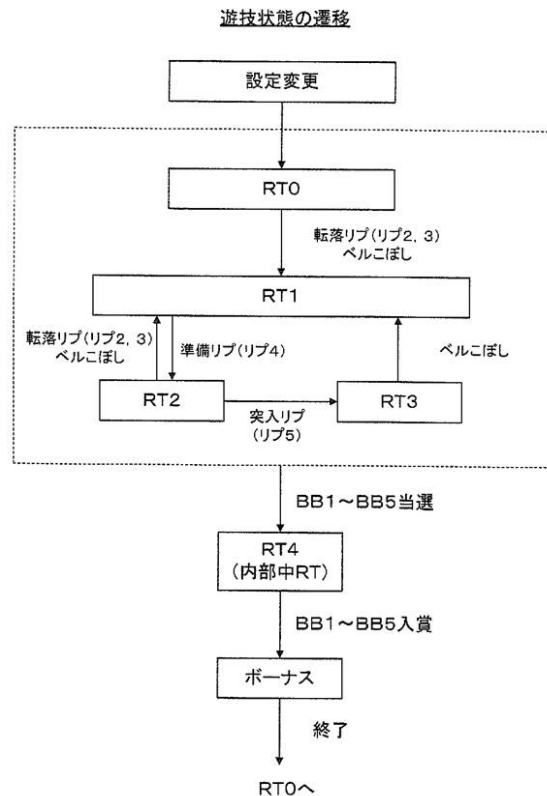 遊技状態の遷移
設定変更
RT0
転落リプ(リプ2, 3)
ベルこぼし
RT1
転落リプ(リプ2, 3)
ベルこぼし
準備リプ(リプ4)
ベルこぼし
RT2
突入リプ
(リプ5)
RT3
BB1～BB5当選
RT4
(内部中RT)
BB1～BB5入賞
ボーナス
終了
RT0へ